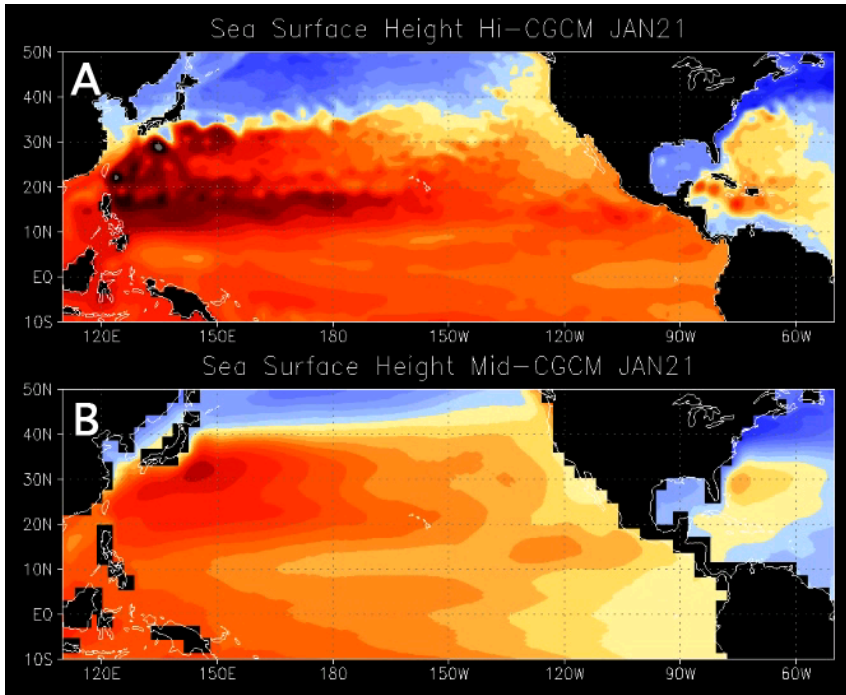 Sea Surface Height Hi-CGCM JAN21
A
50N
40N
30N
20N
10N
EQ
10S
120E 150E 180 150W 120W 90W 60W
Sea Surface Height Mid-CGCM JAN21
B
50N
40N
30N
20N
10N
EQ
10S
120E 150E 180 150W 120W 90W 60W